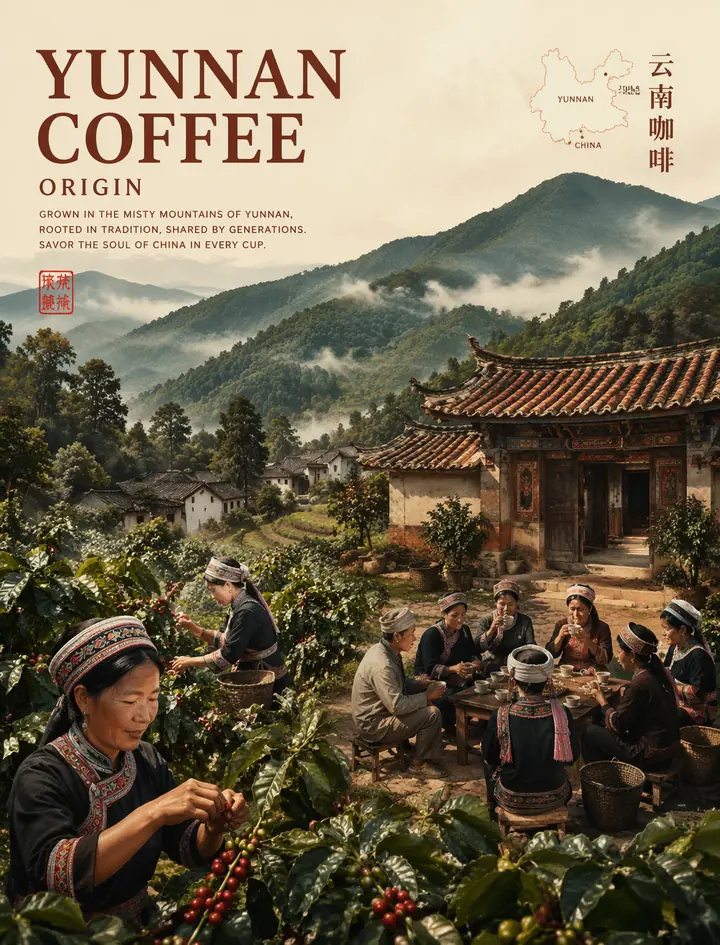 YUNNAN
COFFEE
ORIGIN
GROWN IN THE MISTY MOUNTAINS OF YUNNAN,
ROOTED IN TRADITION, SHARED BY GENERATIONS.
SAVOR THE SOUL OF CHINA IN EVERY CUP.
YUNNAN
CHINA
云南咖啡